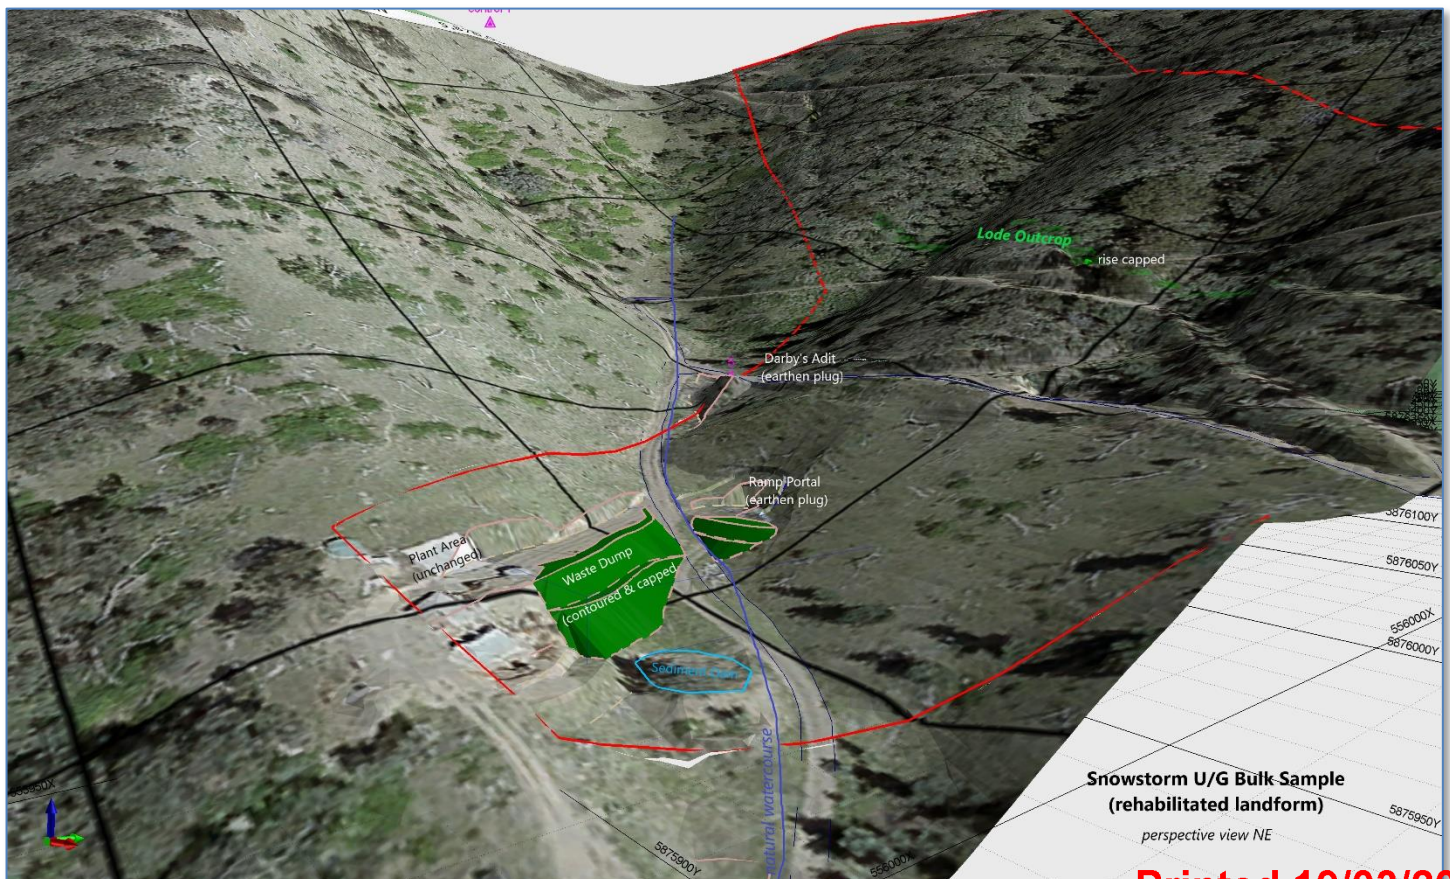 Lode Outcrop
rise capped
Darby's Adit
(earthen plug)
Ramp Portal
(earthen plug)
Plant Area
(unchanged)
Waste Dump
(contoured & capped)
natural watercourse
5876100Y
5876050Y
556000X
5876000Y
5875950Y
5875900Y
556000X
Snowstorm U/G Bulk Sample
(rehabilitated landform)
perspective view NE